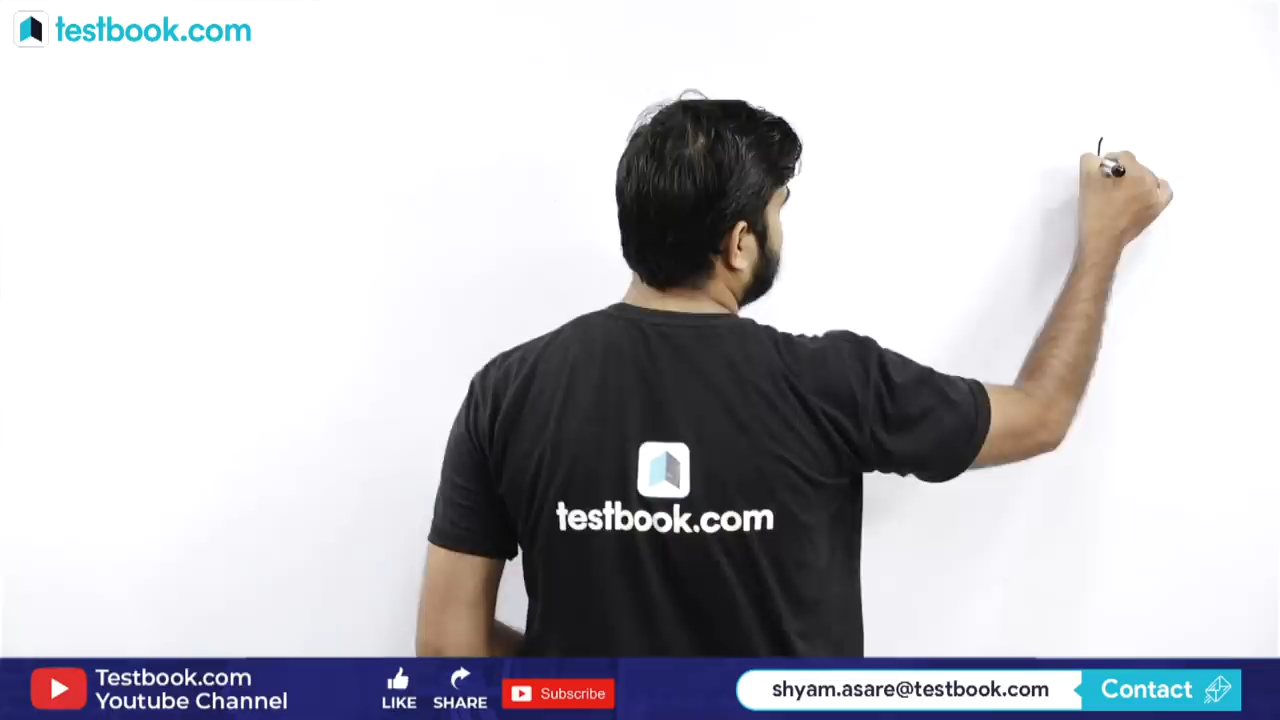 testbook.com
testbook.com
Testbook.com
Youtube Channel
LIKE
SHARE
Subscribe
shyam.asare@testbook.com
Contact